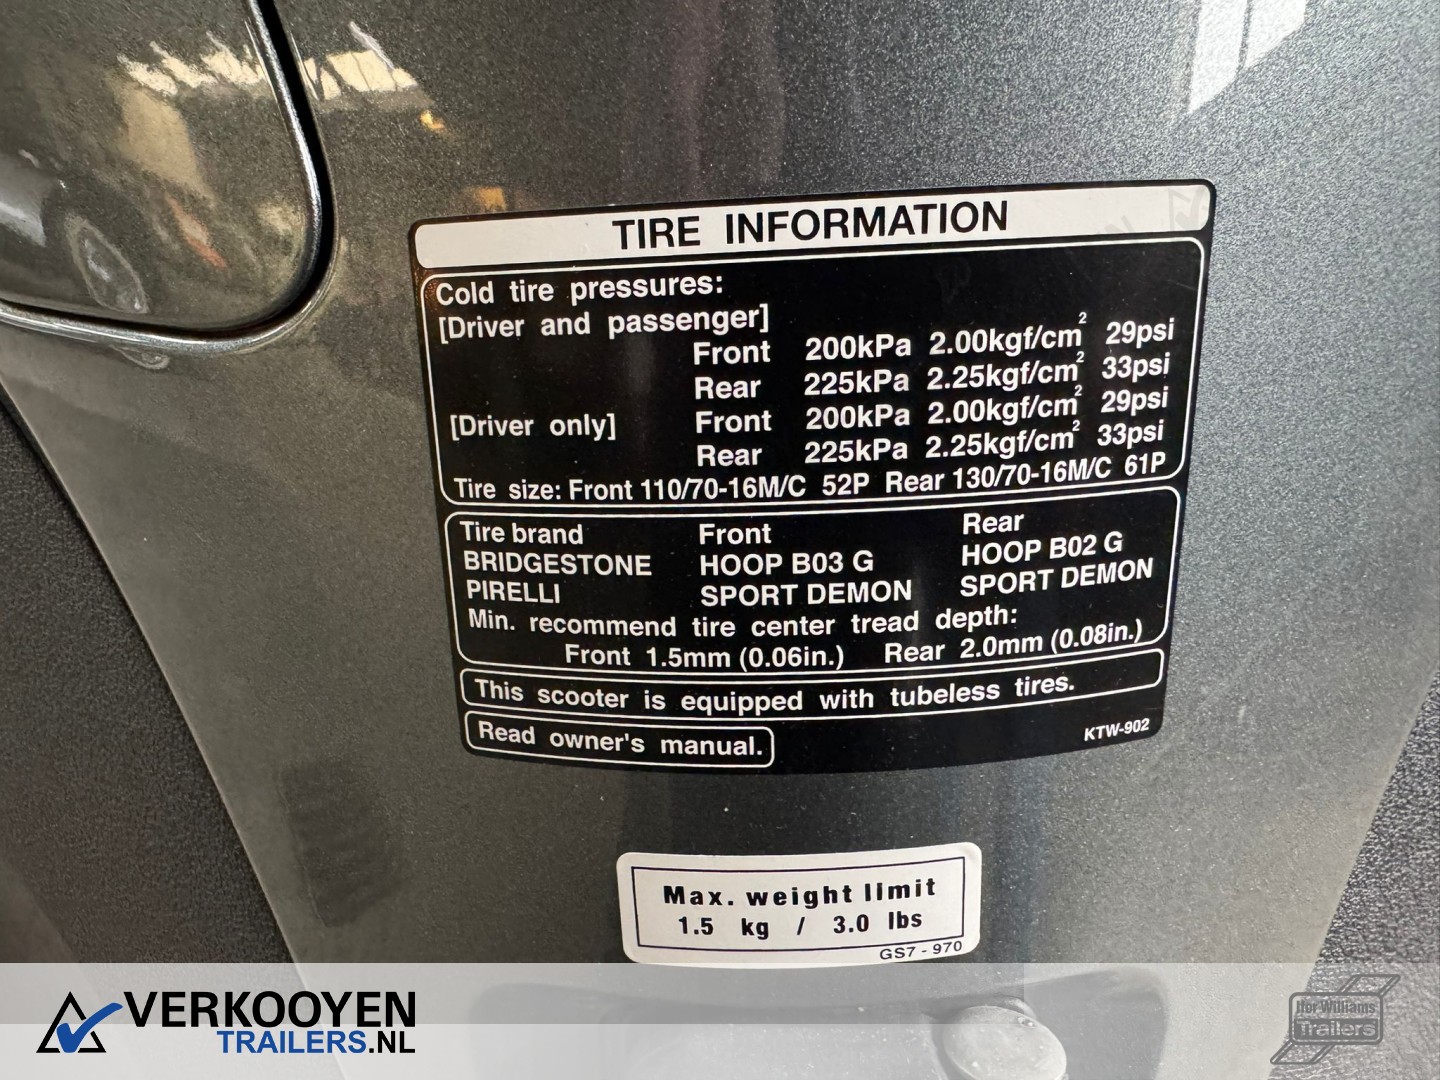 TIRE INFORMATION
Cold tire pressures:
[Driver and passenger]
Front 200kPa 2.00kgf/cm² 29psi
Rear 225kPa 2.25kgf/cm² 33psi
[Driver only] Front 200kPa 2.00kgf/cm² 29psi
Rear 225kPa 2.25kgf/cm² 33psi
Tire size: Front 110/70-16M/C 52P Rear 130/70-16M/C 61P
Tire brand Front Rear
BRIDGESTONE HOOP B03 G HOOP B02 G
PIRELLI SPORT DEMON SPORT DEMON
Min. recommend tire center tread depth:
Front 1.5mm (0.06in.) Rear 2.0mm (0.08in.)
This scooter is equipped with tubeless tires.
Read owner's manual.
KTW-902
Max. weight limit
1.5 kg / 3.0 lbs
GS7-970
VERKOOYEN
TRAILERS.NL
Ifor Williams
Trailers